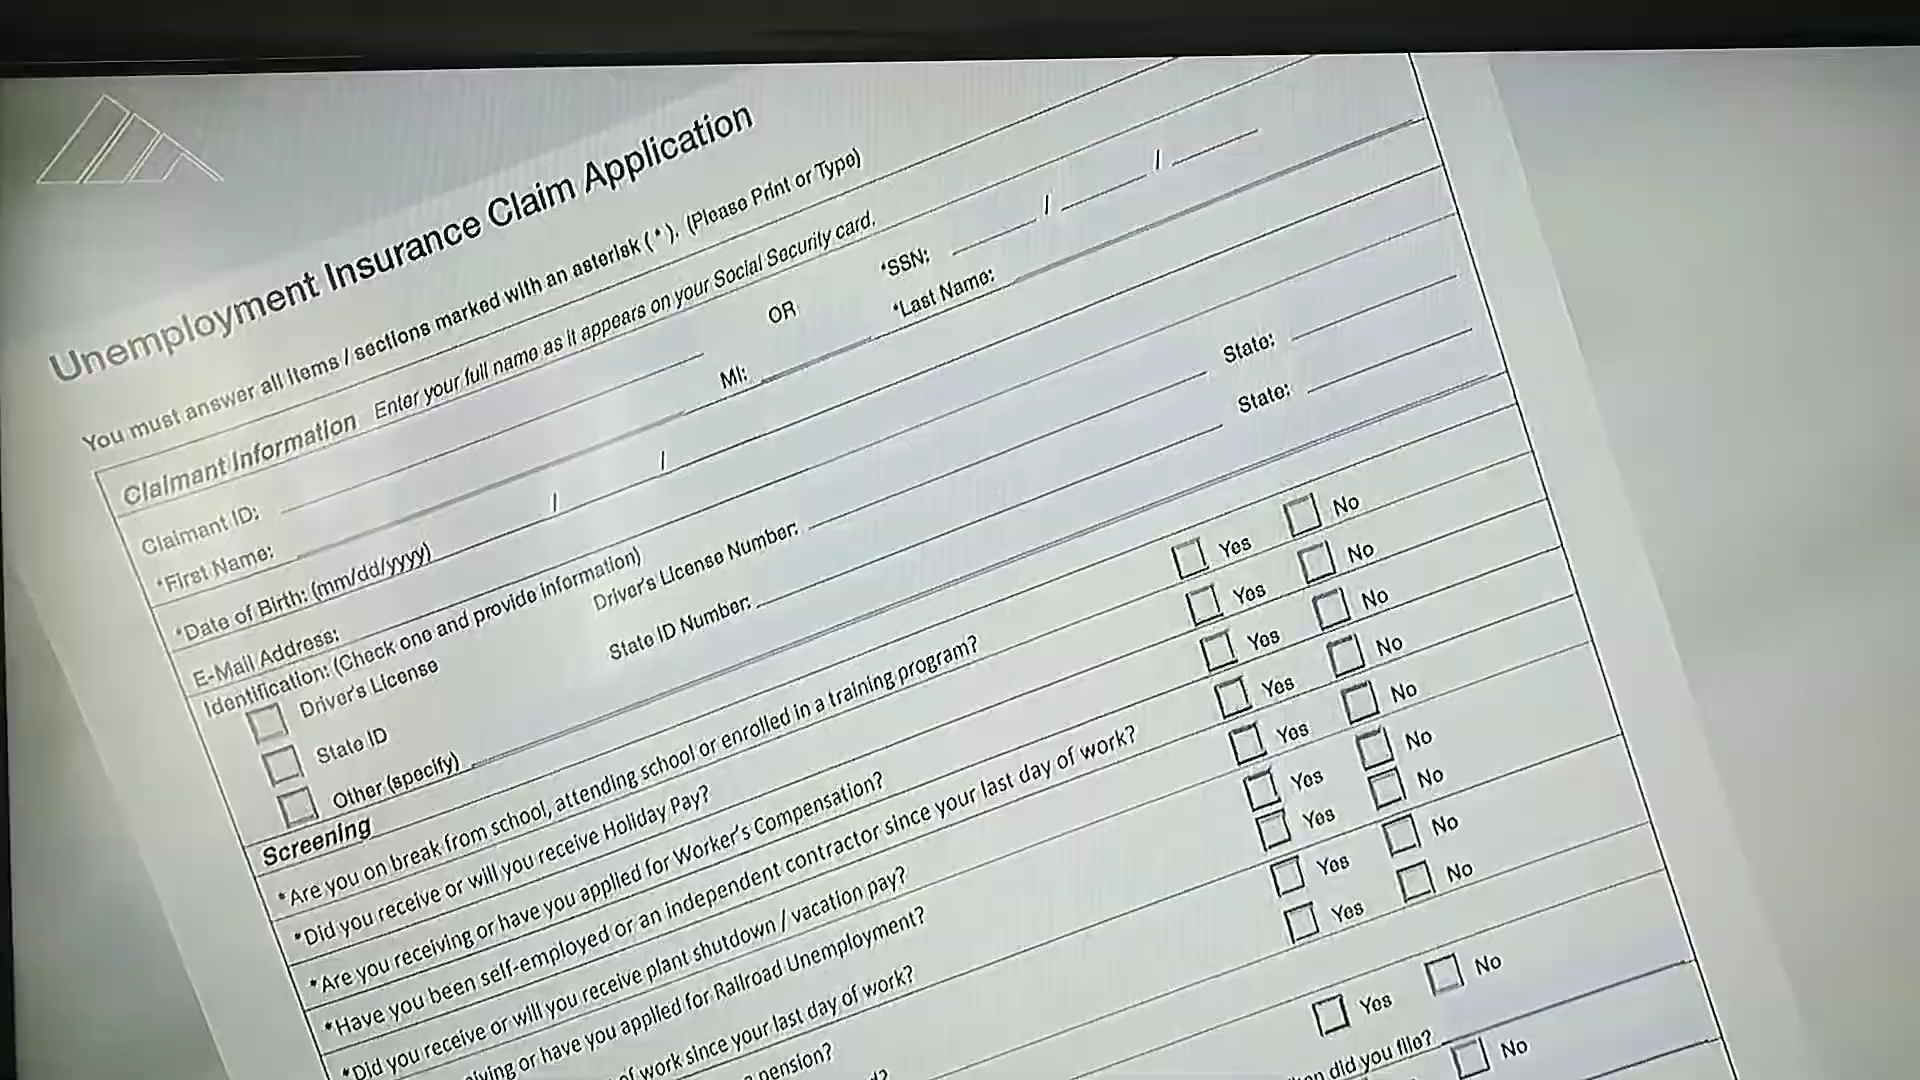 Unemployment Insurance Claim Application
You must answer all items / sections marked with an asterisk (*). (Please Print or Type)
Claimant Information Enter your full name as it appears on your Social Security card.
Claimant ID: OR *SSN: / /
*First Name: MI: *Last Name:
*Date of Birth: (mm/dd/yyyy) / /
E-Mail Address:
Identification: (Check one and provide information)
Driver's License Driver's License Number: State:
State ID State ID Number: State:
Other (specify)
Screening
*Are you on break from school, attending school or enrolled in a training program? Yes No
*Did you receive or will you receive Holiday Pay? Yes No
*Are you receiving or have you applied for Worker's Compensation? Yes No
*Have you been self-employed or an independent contractor since your last day of work? Yes No
*Did you receive or will you receive plant shutdown / vacation pay? Yes No
or have you applied for Railroad Unemployment? Yes No
work since your last day of work? Yes No
pension? Yes No
Yes No
Yes No
did you file?
No